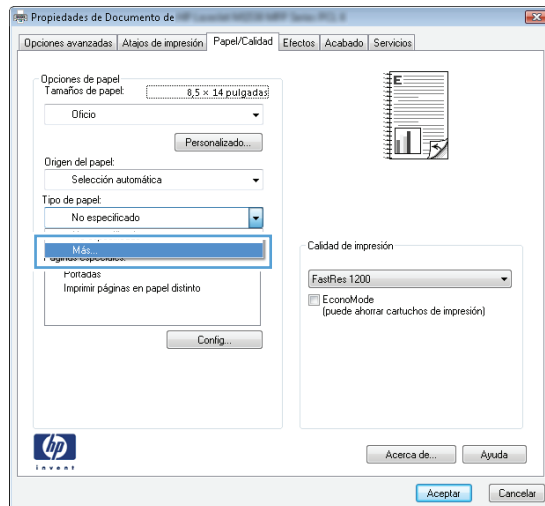 Propiedades de Documento de
Opciones avanzadas Atajos de impresión Papel/Calidad Efectos Acabado Servicios
Opciones de papel
Tamaños de papel: 8,5 × 14 pulgadas
Oficio
Personalizado...
Origen del papel:
Selección automática
Tipo de papel:
No especificado
Más...
Páginas especiales:
Portadas
Imprimir páginas en papel distinto
Config...
E
Calidad de impresión
FastRes 1200
EconoMode
(puede ahorrar cartuchos de impresión)
hp
invent
Acerca de... Ayuda
Aceptar Cancelar